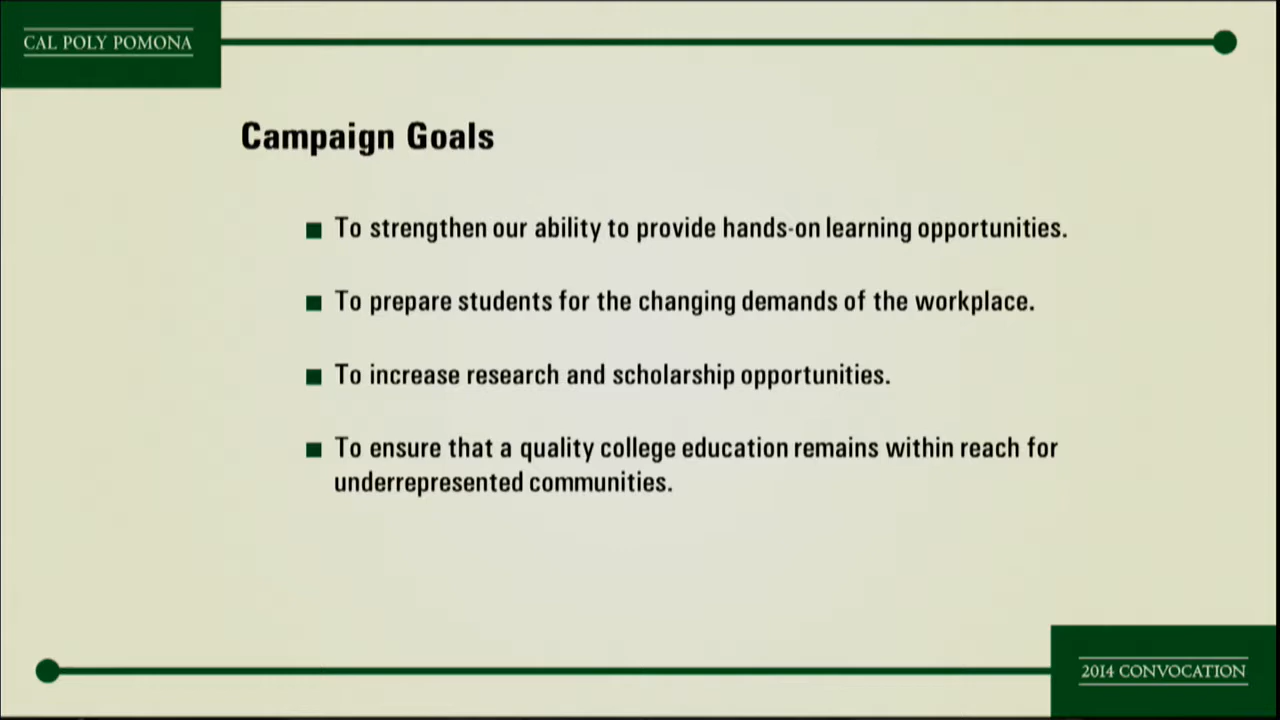 CAL POLY POMONA
Campaign Goals
To strengthen our ability to provide hands-on learning opportunities.
To prepare students for the changing demands of the workplace.
To increase research and scholarship opportunities.
To ensure that a quality college education remains within reach for
underrepresented communities.
2014 CONVOCATION